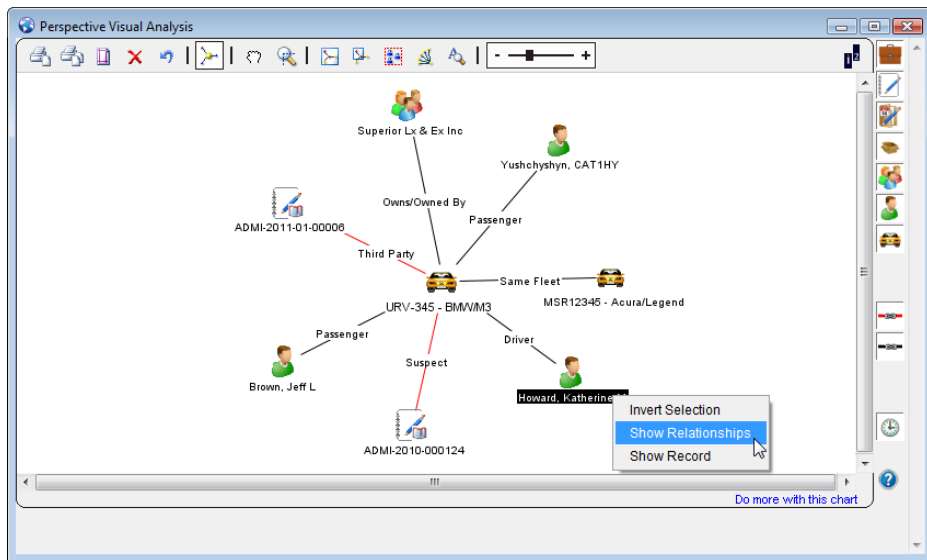 Perspective Visual Analysis
- +
Superior Lx & Ex Inc
Yushchyshyn, CAT1HY
Owns/Owned By
Passenger
ADMI-2011-01-00006
Third Party
Same Fleet
MSR12345 - Acura/Legend
URV-345 - BMW/M3
Passenger
Driver
Suspect
Brown, Jeff L
Howard, Katherine
Invert Selection
Show Relationships
Show Record
ADMI-2010-000124
Do more with this chart